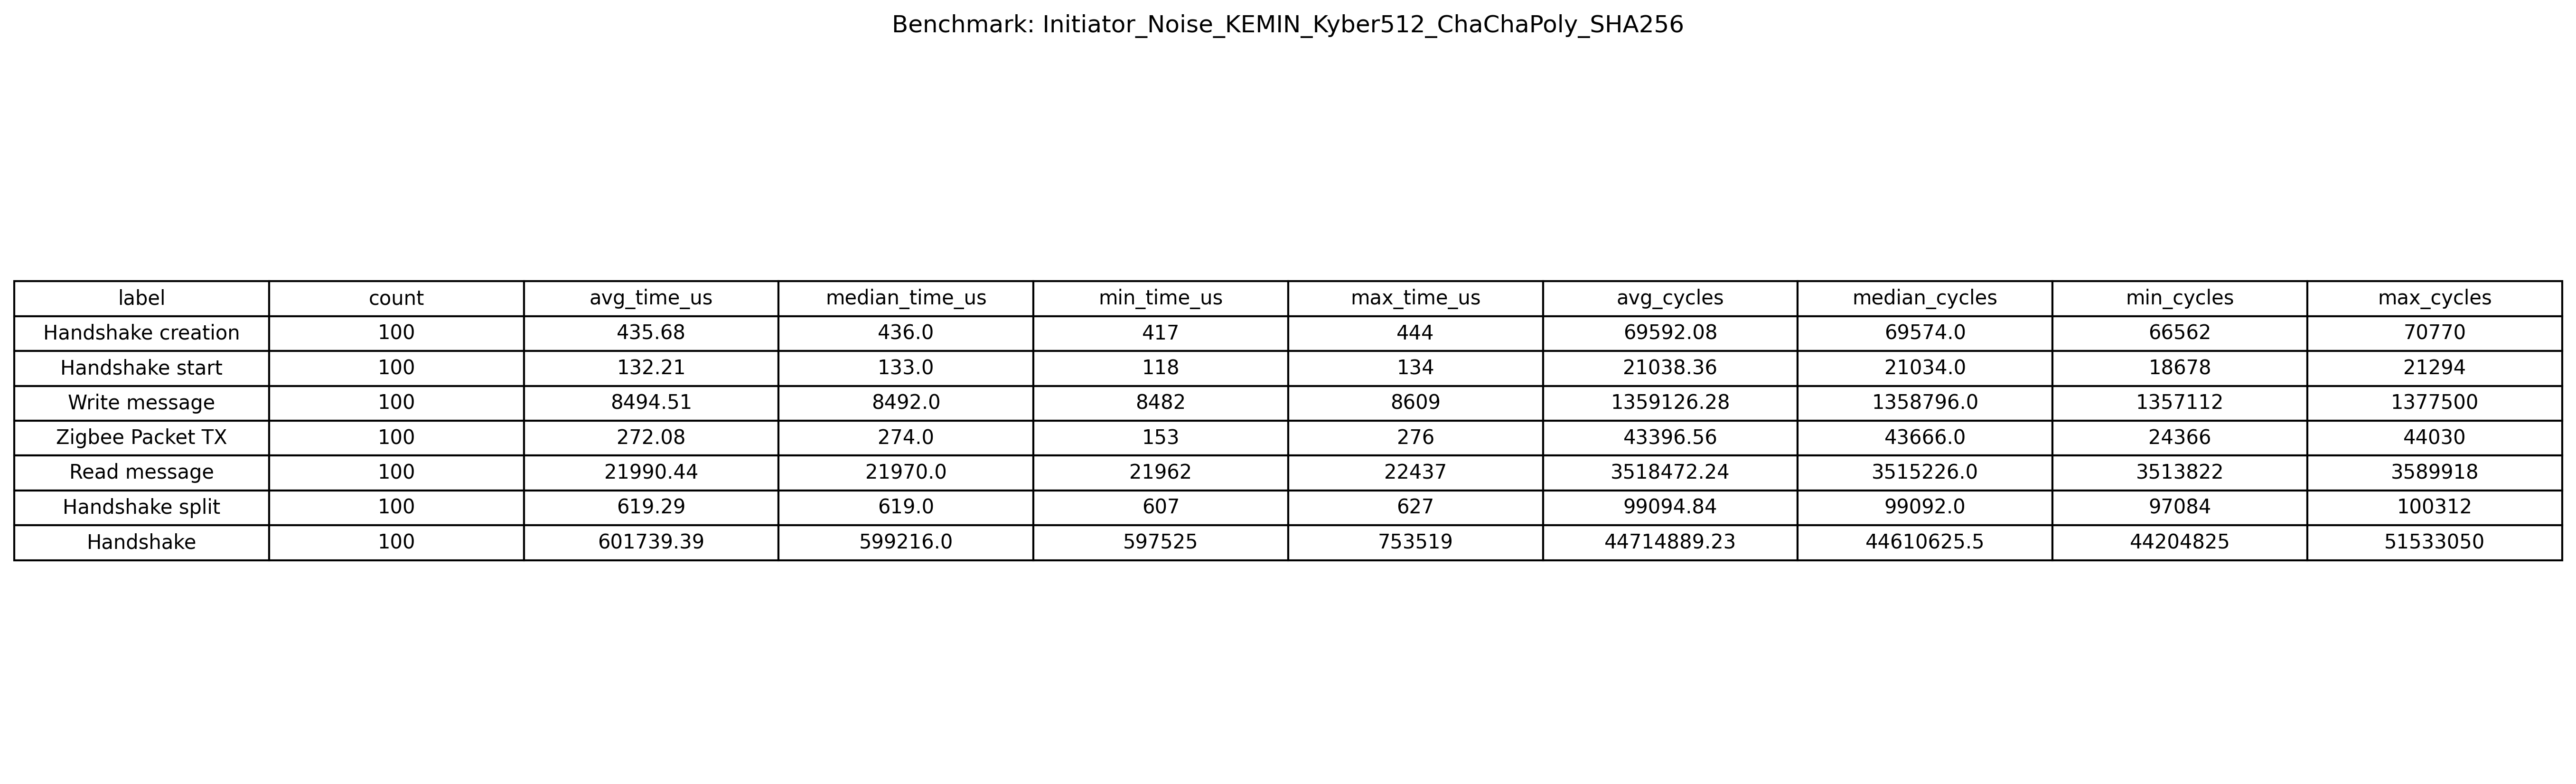 Benchmark: Initiator_Noise_KEMIN_Kyber512_ChaChaPoly_SHA256
label count avg_time_us median_time_us min_time_us max_time_us avg_cycles median_cycles min_cycles max_cycles
Handshake creation 100 435.68 436.0 417 444 69592.08 69574.0 66562 70770
Handshake start 100 132.21 133.0 118 134 21038.36 21034.0 18678 21294
Write message 100 8494.51 8492.0 8482 8609 1359126.28 1358796.0 1357112 1377500
Zigbee Packet TX 100 272.08 274.0 153 276 43396.56 43666.0 24366 44030
Read message 100 21990.44 21970.0 21962 22437 3518472.24 3515226.0 3513822 3589918
Handshake split 100 619.29 619.0 607 627 99094.84 99092.0 97084 100312
Handshake 100 601739.39 599216.0 597525 753519 44714889.23 44610625.5 44204825 51533050